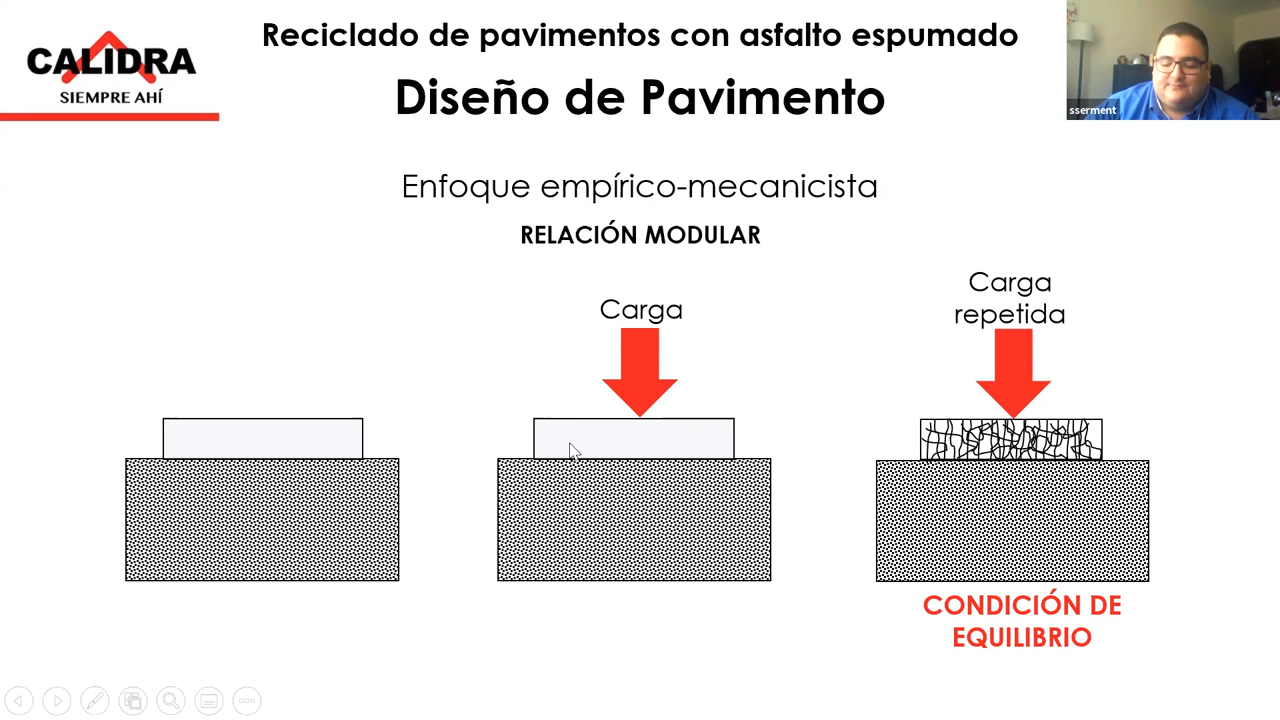 CALIDRA
SIEMPRE AHÍ
Reciclado de pavimentos con asfalto espumado
Diseño de Pavimento
sserment
Enfoque empírico-mecanicista
RELACIÓN MODULAR
Carga
Carga
repetida
CONDICIÓN DE
EQUILIBRIO